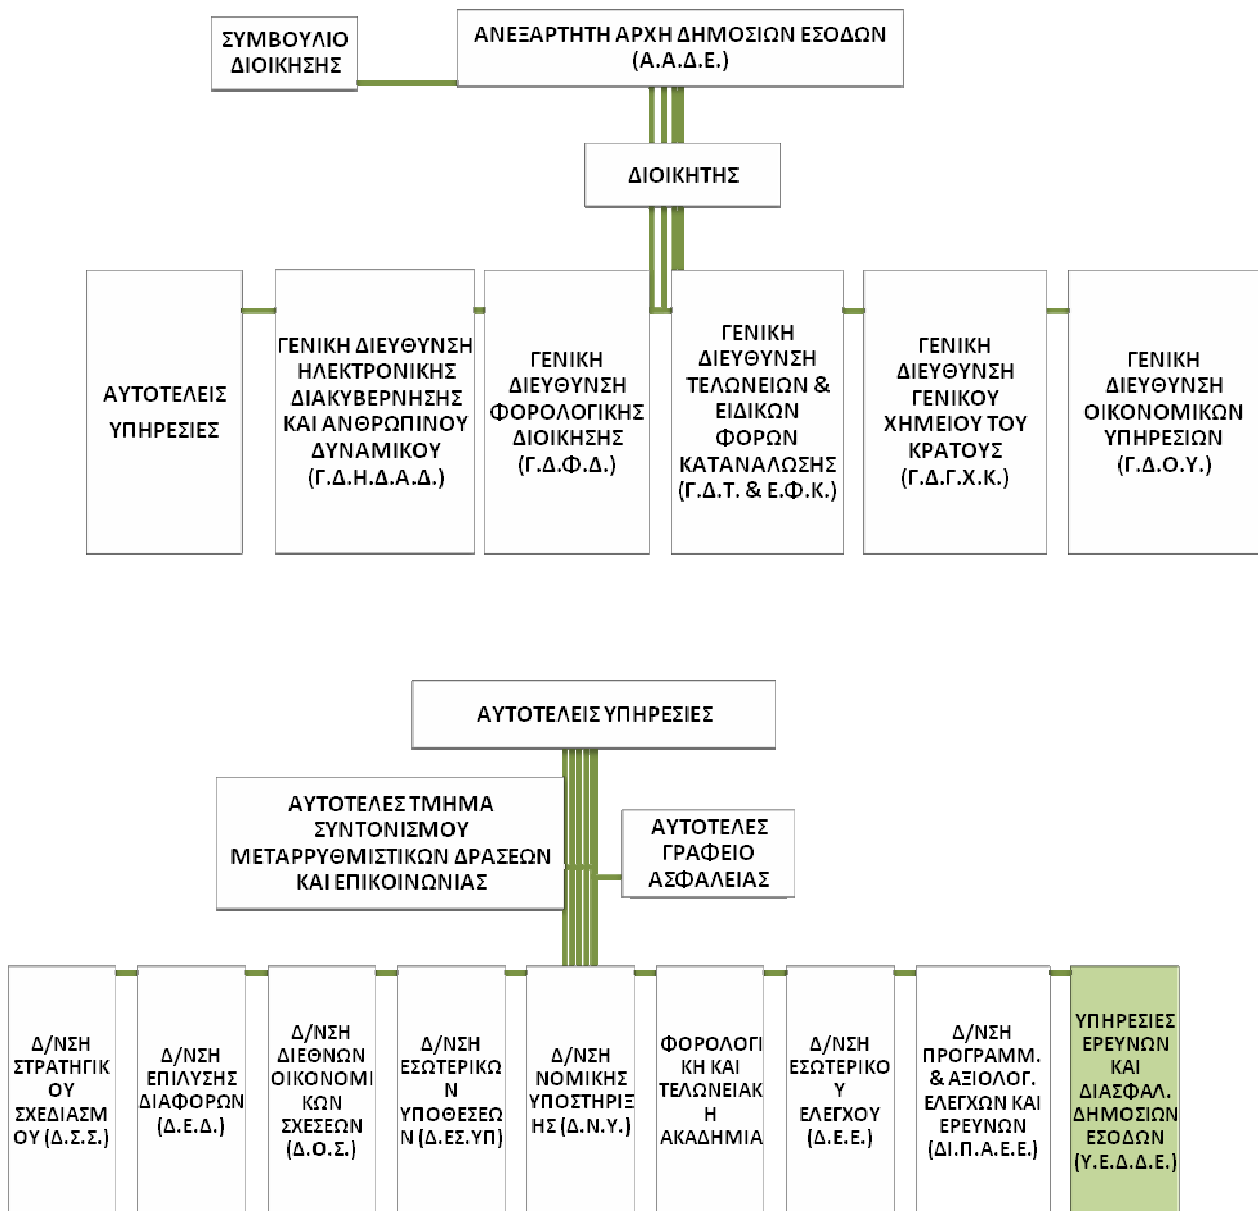 ΣΥΜΒΟΥΛΙΟ
ΔΙΟΙΚΗΣΗΣ
ΑΝΕΞΑΡΤΗΤΗ ΑΡΧΗ ΔΗΜΟΣΙΩΝ ΕΣΟΔΩΝ
(Α.Α.Δ.Ε.)
ΔΙΟΙΚΗΤΗΣ
ΑΥΤΟΤΕΛΕΙΣ
ΥΠΗΡΕΣΙΕΣ
ΓΕΝΙΚΗ ΔΙΕΥΘΥΝΣΗ
ΗΛΕΚΤΡΟΝΙΚΗΣ
ΔΙΑΚΥΒΕΡΝΗΣΗΣ
ΚΑΙ ΑΝΘΡΩΠΙΝΟΥ
ΔΥΝΑΜΙΚΟΥ
(Γ.Δ.Η.Δ.Α.Δ.)
ΓΕΝΙΚΗ
ΔΙΕΥΘΥΝΣΗ
ΦΟΡΟΛΟΓΙΚΗΣ
ΔΙΟΙΚΗΣΗΣ
(Γ.Δ.Φ.Δ.)
ΓΕΝΙΚΗ
ΔΙΕΥΘΥΝΣΗ
ΤΕΛΩΝΕΙΩΝ &
ΕΙΔΙΚΩΝ
ΦΟΡΩΝ
ΚΑΤΑΝΑΛΩΣΗΣ
(Γ.Δ.Τ. & Ε.Φ.Κ.)
ΓΕΝΙΚΗ
ΔΙΕΥΘΥΝΣΗ
ΓΕΝΙΚΟΥ
ΧΗΜΕΙΟΥ ΤΟΥ
ΚΡΑΤΟΥΣ
(Γ.Δ.Γ.Χ.Κ.)
ΓΕΝΙΚΗ
ΔΙΕΥΘΥΝΣΗ
ΟΙΚΟΝΟΜΙΚΩΝ
ΥΠΗΡΕΣΙΩΝ
(Γ.Δ.Ο.Υ.)
ΑΥΤΟΤΕΛΕΙΣ ΥΠΗΡΕΣΙΕΣ
ΑΥΤΟΤΕΛΕΣ ΤΜΗΜΑ
ΣΥΝΤΟΝΙΣΜΟΥ
ΜΕΤΑΡΡΥΘΜΙΣΤΙΚΩΝ ΔΡΑΣΕΩΝ
ΚΑΙ ΕΠΙΚΟΙΝΩΝΙΑΣ
ΑΥΤΟΤΕΛΕΣ
ΓΡΑΦΕΙΟ
ΑΣΦΑΛΕΙΑΣ
Δ/ΝΣΗ
ΣΤΡΑΤΗΓΙΚ
ΟΥ
ΣΧΕΔΙΑΣΜ
ΟΥ (Δ.Σ.Σ.)
Δ/ΝΣΗ
ΕΠΙΛΥΣΗΣ
ΔΙΑΦΟΡΩΝ
(Δ.Ε.Δ.)
Δ/ΝΣΗ
ΔΙΕΘΝΩΝ
ΟΙΚΟΝΟΜΙ
ΚΩΝ
ΣΧΕΣΕΩΝ
(Δ.Ο.Σ.)
Δ/ΝΣΗ
ΕΣΩΤΕΡΙΚΩ
Ν
ΥΠΟΘΕΣΕΩ
Ν (Δ.ΕΣ.ΥΠ)
Δ/ΝΣΗ
ΝΟΜΙΚΗΣ
ΥΠΟΣΤΗΡΙΞ
ΗΣ (Δ.Ν.Υ.)
ΦΟΡΟΛΟΓΙ
ΚΗ ΚΑΙ
ΤΕΛΩΝΕΙΑΚ
Η
ΑΚΑΔΗΜΙΑ
Δ/ΝΣΗ
ΕΣΩΤΕΡΙΚΟ
Υ
ΕΛΕΓΧΟΥ
(Δ.Ε.Ε.)
Δ/ΝΣΗ
ΠΡΟΓΡΑΜΜ.
& ΑΞΙΟΛΟΓ.
ΕΛΕΓΧΩΝ ΚΑΙ
ΕΡΕΥΝΩΝ
(ΔΙ.Π.Α.Ε.Ε.)
ΥΠΗΡΕΣΙΕΣ
ΕΡΕΥΝΩΝ
ΚΑΙ
ΔΙΑΣΦΑΛ.
ΔΗΜΟΣΙΩΝ
ΕΣΟΔΩΝ
(Υ.Ε.Δ.Δ.Ε.)